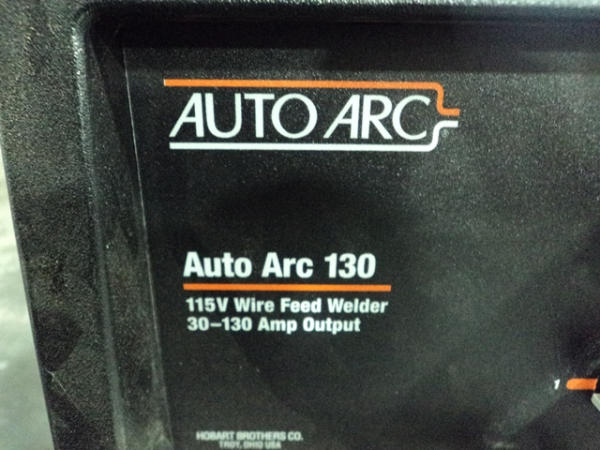 AUTO ARC
Auto Arc 130
115V Wire Feed Welder
30–130 Amp Output
1
HOBART BROTHERS CO.
TROY, OHIO USA